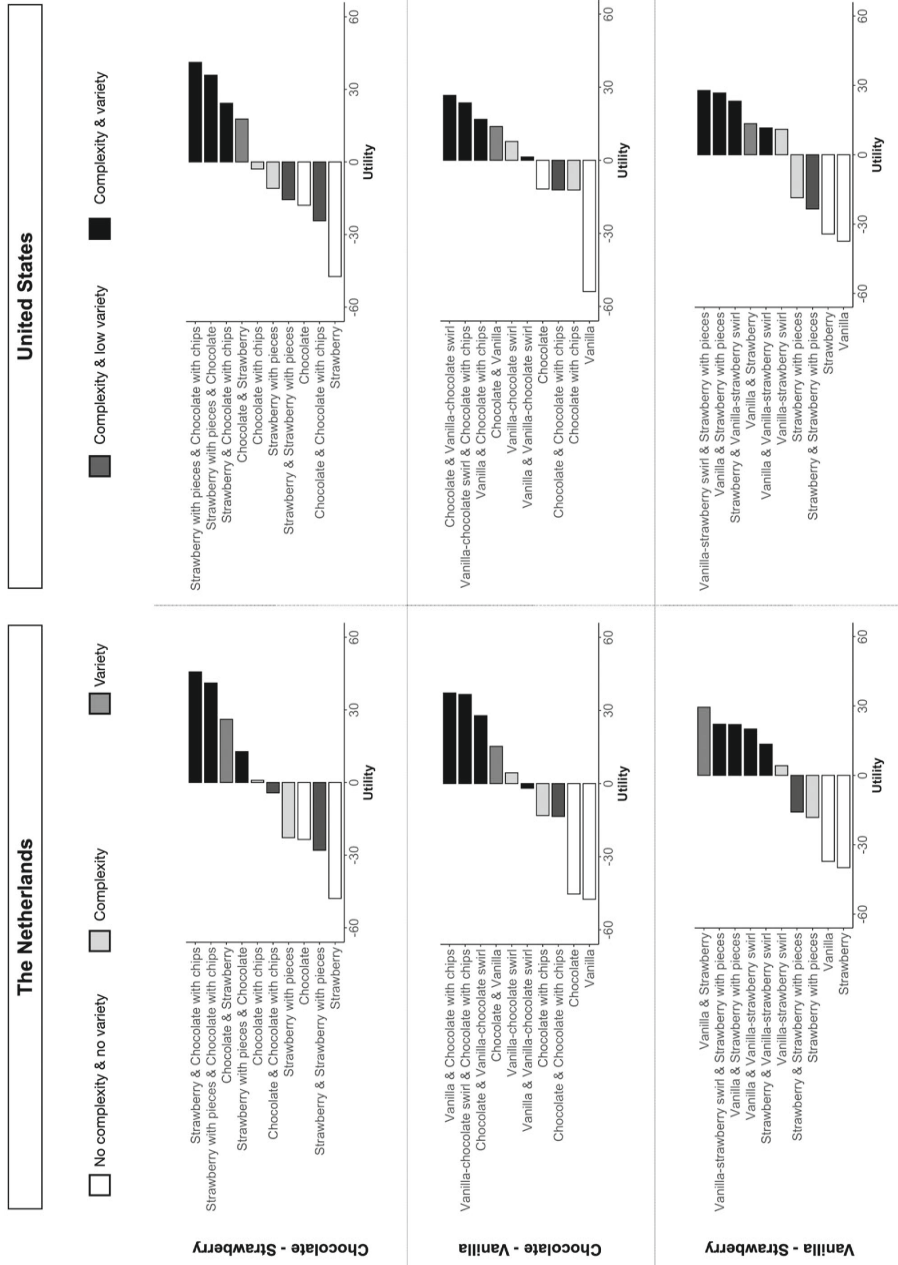 The Netherlands
United States
No complexity & no variety
Complexity
Variety
Complexity & low variety
Complexity & variety
Chocolate - Strawberry
Strawberry & Chocolate with chips
Strawberry with pieces & Chocolate with chips
Chocolate & Strawberry
Strawberry with pieces & Chocolate
Chocolate with chips
Chocolate & Chocolate with chips
Strawberry with pieces
Chocolate
Strawberry & Strawberry with pieces
Strawberry
-60 -30 0 30 60
Utility
Strawberry with pieces & Chocolate with chips
Strawberry with pieces & Chocolate
Strawberry & Chocolate with chips
Chocolate & Strawberry
Chocolate with chips
Strawberry with pieces
Strawberry & Strawberry with pieces
Chocolate
Chocolate & Chocolate with chips
Strawberry
-60 -30 0 30 60
Utility
Chocolate - Vanilla
Vanilla & Chocolate with chips
Vanilla-chocolate swirl & Chocolate with chips
Chocolate & Vanilla-chocolate swirl
Chocolate & Vanilla
Vanilla-chocolate swirl
Vanilla & Vanilla-chocolate swirl
Chocolate with chips
Chocolate & Chocolate with chips
Chocolate
Vanilla
-60 -30 0 30 60
Utility
Chocolate & Vanilla-chocolate swirl
Vanilla-chocolate swirl & Chocolate with chips
Vanilla & Chocolate with chips
Chocolate & Vanilla
Vanilla-chocolate swirl
Vanilla & Vanilla-chocolate swirl
Chocolate
Chocolate & Chocolate with chips
Chocolate with chips
Vanilla
-60 -30 0 30 60
Utility
Vanilla - Strawberry
Vanilla & Strawberry
Vanilla-strawberry swirl & Strawberry with pieces
Vanilla & Strawberry with pieces
Vanilla & Vanilla-strawberry swirl
Strawberry & Vanilla-strawberry swirl
Vanilla-strawberry swirl
Strawberry & Strawberry with pieces
Strawberry with pieces
Vanilla
Strawberry
-60 -30 0 30 60
Utility
Vanilla-strawberry swirl & Strawberry with pieces
Vanilla & Strawberry with pieces
Strawberry & Vanilla-strawberry swirl
Vanilla & Strawberry
Vanilla & Vanilla-strawberry swirl
Vanilla-strawberry swirl
Strawberry with pieces
Strawberry & Strawberry with pieces
Strawberry
Vanilla
-60 -30 0 30 60
Utility